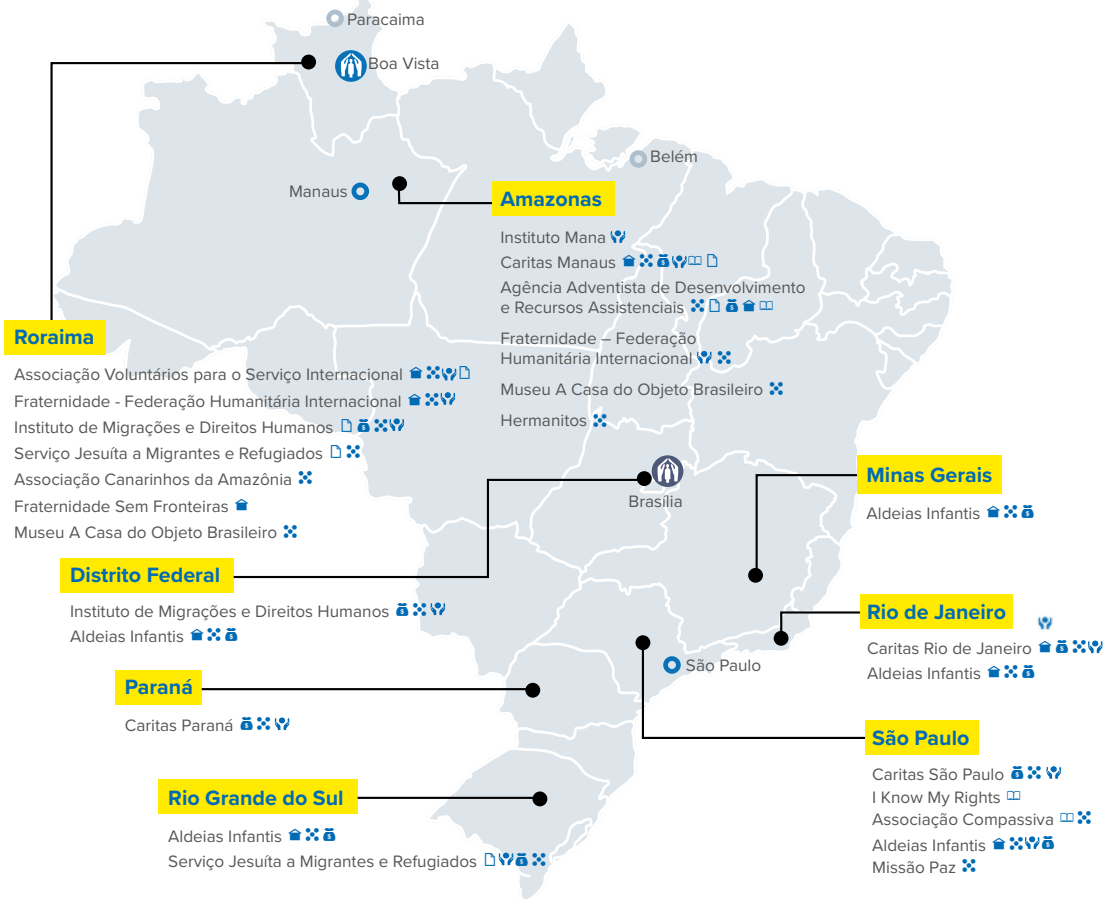 Paracaima
Boa Vista
Belém
Manaus
Amazonas
Instituto Mana
Caritas Manaus
Agência Adventista de Desenvolvimento
e Recursos Assistenciais
Fraternidade – Federação
Humanitária Internacional
Museu A Casa do Objeto Brasileiro
Hermanitos
Roraima
Associação Voluntários para o Serviço Internacional
Fraternidade - Federação Humanitária Internacional
Instituto de Migrações e Direitos Humanos
Serviço Jesuíta a Migrantes e Refugiados
Associação Canarinhos da Amazônia
Fraternidade Sem Fronteiras
Museu A Casa do Objeto Brasileiro
Brasília
Minas Gerais
Aldeias Infantis
Distrito Federal
Instituto de Migrações e Direitos Humanos
Aldeias Infantis
Rio de Janeiro
Caritas Rio de Janeiro
Aldeias Infantis
São Paulo
Paraná
Caritas Paraná
São Paulo
Caritas São Paulo
I Know My Rights
Associação Compassiva
Aldeias Infantis
Missão Paz
Rio Grande do Sul
Aldeias Infantis
Serviço Jesuíta a Migrantes e Refugiados